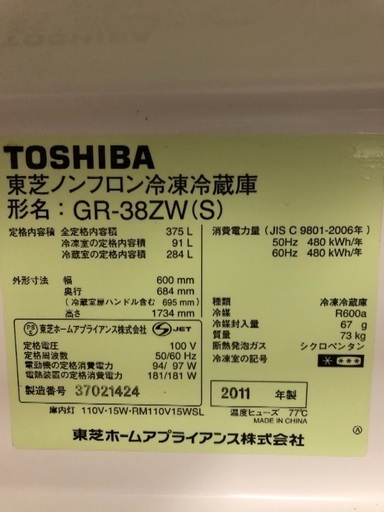 TOSHIBA
東芝ノンフロン冷凍冷蔵庫
形名：GR-38ZW(S)
定格内容積 全定格内容積 375 L
冷凍室の定格内容積 91 L
冷蔵室の定格内容積 284 L
消費電力量(JIS C 9801-2006年)
50Hz 480 kWh/年
60Hz 480 kWh/年
外形寸法 幅 600 mm
奥行 684 mm
(冷蔵室扉ハンドル含む 695 mm)
高さ 1734 mm
種類 冷凍冷蔵庫
冷媒 R600a
冷媒封入量 67 g
質量 73 kg
断熱発泡ガス シクロペンタン
冷凍室の記号
PS E 東芝ホームアプライアンス株式会社 JET
定格電圧 100 V
定格周波数 50/60 Hz
電動機の定格消費電力 94/ 97 W
電熱装置の定格消費電力 181/181 W
製造番号 37021424
2011 年製
庫内灯 110V･15W･RM110V15WSL
温度ヒューズ 77℃
MADE IN CHINA
東芝ホームアプライアンス株式会社
Ⓐ